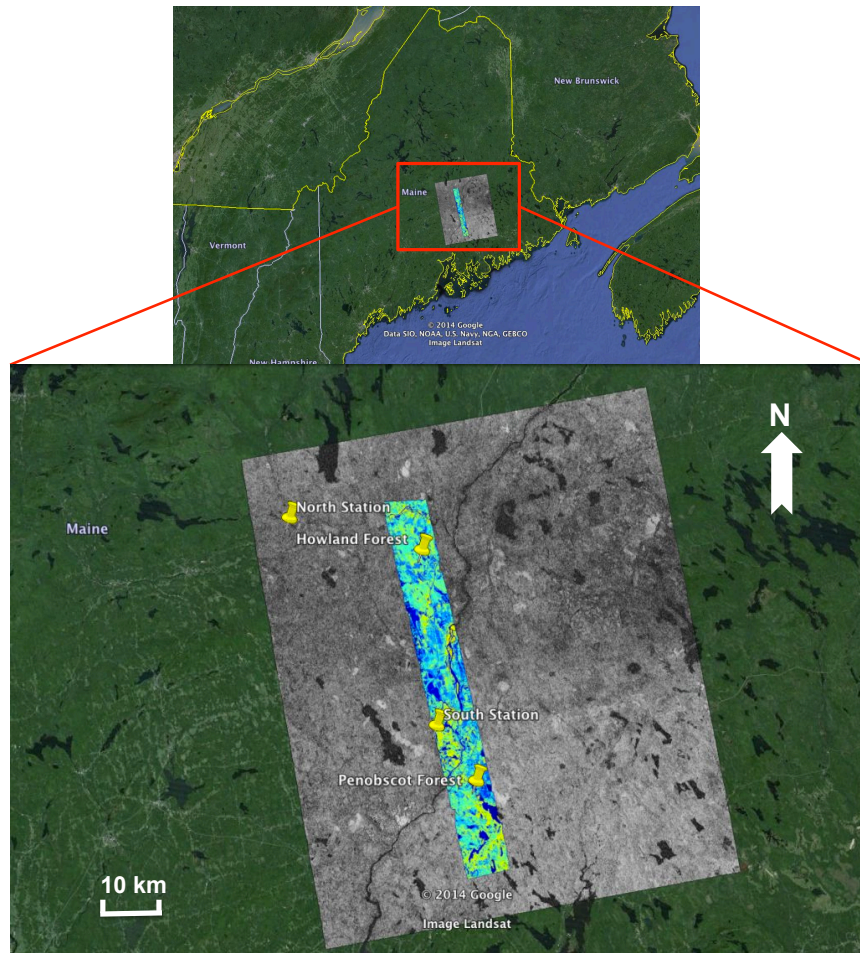 New Brunswick
Maine
Vermont
© 2014 Google
Data SIO, NOAA, U.S. Navy, NGA, GEBCO
Image Landsat
New Hampshire
N
North Station
Maine
Howland Forest
South Station
Penobscot Forest
10 km
© 2014 Google
Image Landsat